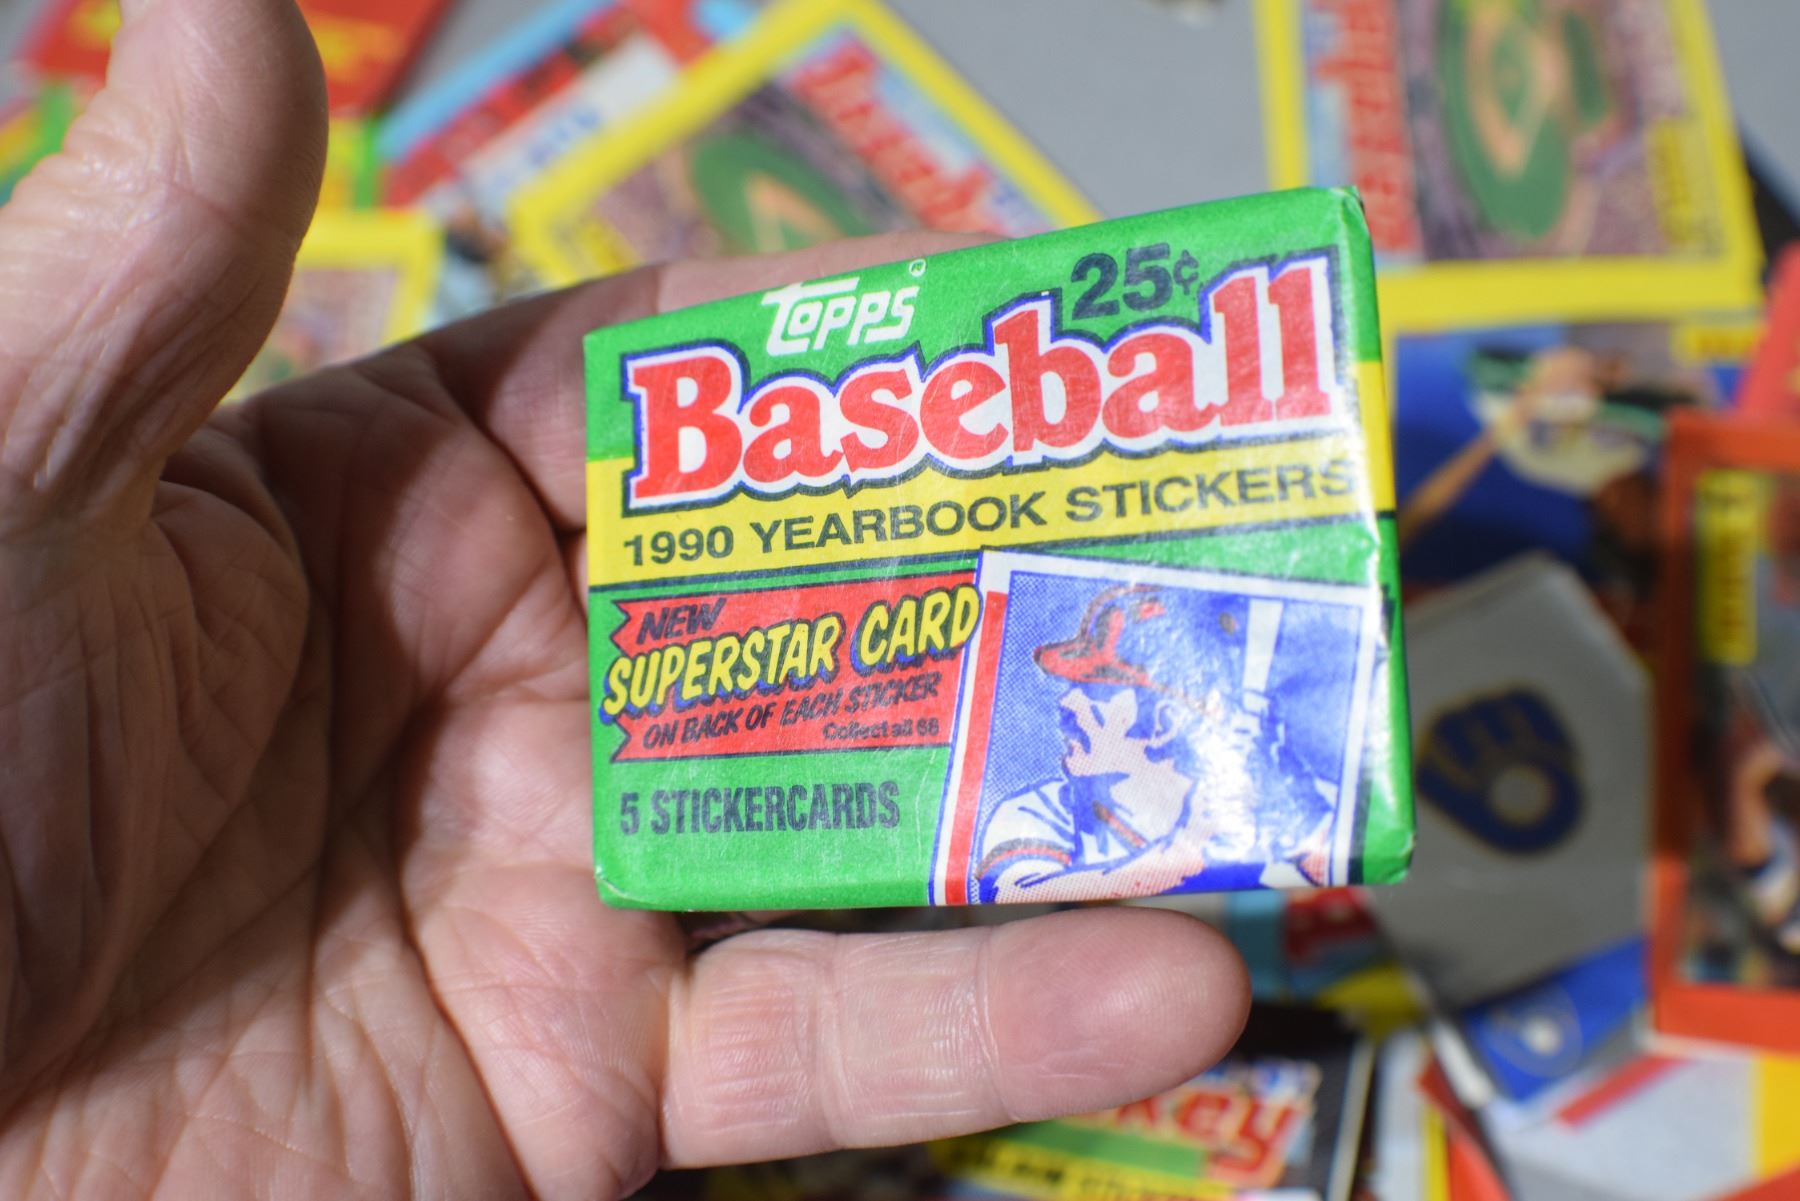 Topps®
25¢
Baseball
1990 YEARBOOK STICKERS
NEW
SUPERSTAR CARD
ON BACK OF EACH STICKER
Collect all 66
5 STICKERCARDS